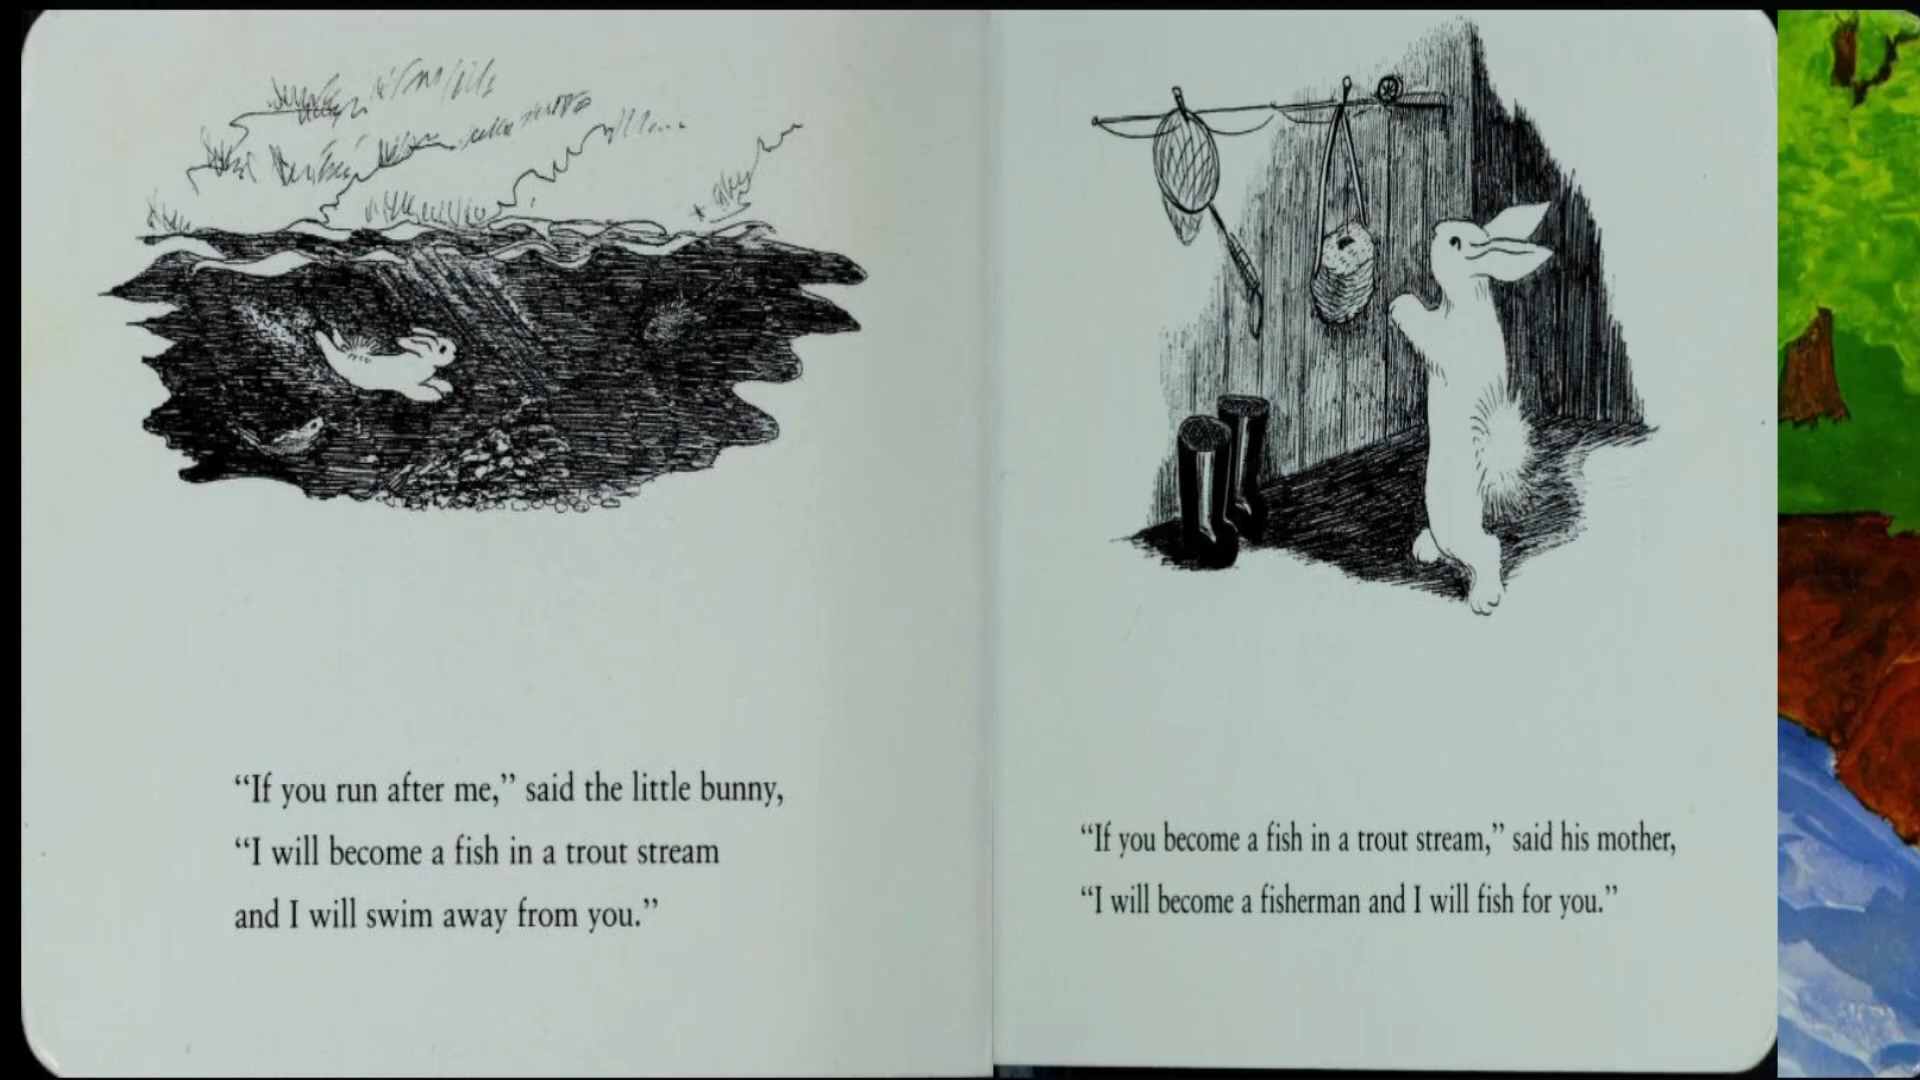 “If you run after me,” said the little bunny,
“I will become a fish in a trout stream
and I will swim away from you.”
“If you become a fish in a trout stream,” said his mother,
“I will become a fisherman and I will fish for you.”